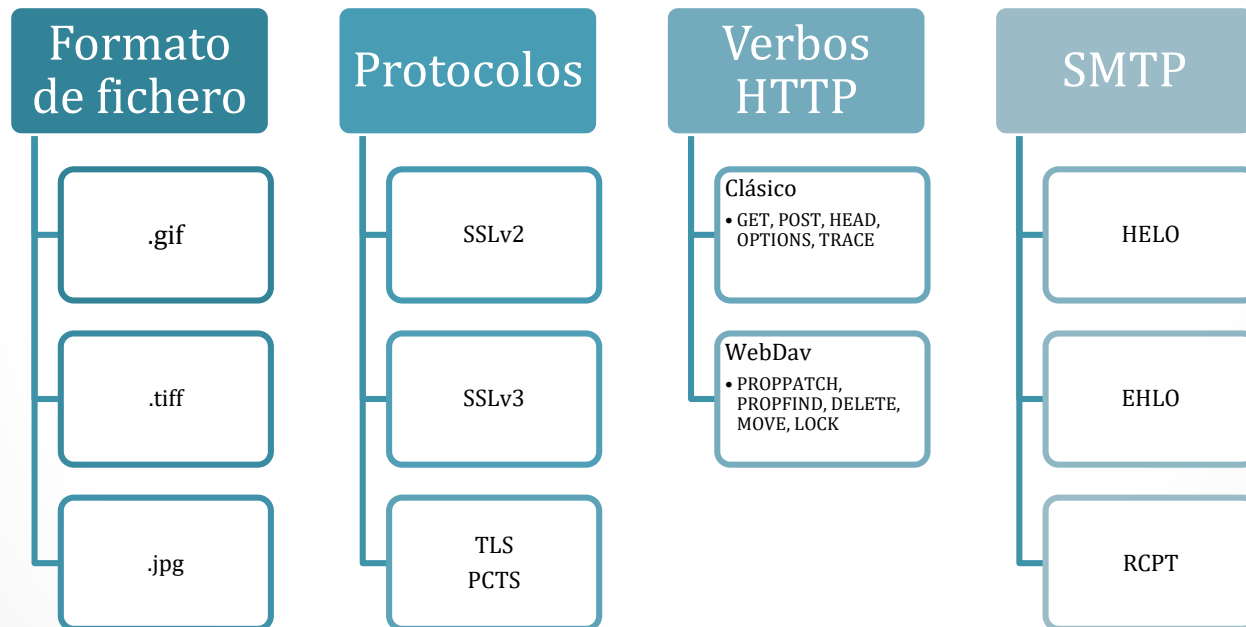 Formato
de fichero
.gif
.tiff
.jpg
Protocolos
SSLv2
SSLv3
TLS
PCTS
Verbos
HTTP
Clásico
• GET, POST, HEAD,
OPTIONS, TRACE
WebDav
• PROPPATCH,
PROPFIND, DELETE,
MOVE, LOCK
SMTP
HELO
EHLO
RCPT